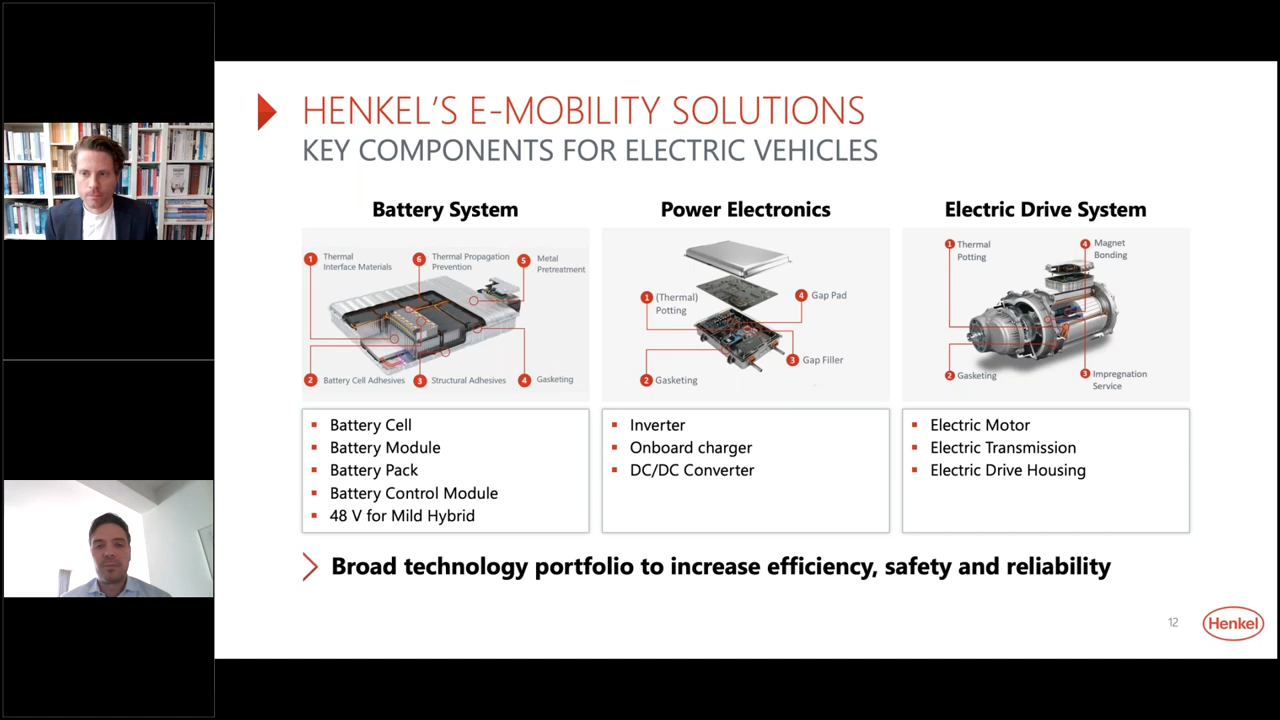 HENKEL'S E-MOBILITY SOLUTIONS
KEY COMPONENTS FOR ELECTRIC VEHICLES
Battery System
1 Thermal
Interface Materials
6 Thermal Propagation
Prevention
5 Metal
Pretreatment
2 Battery Cell Adhesives
3 Structural Adhesives
4 Gasketing
Battery Cell
Battery Module
Battery Pack
Battery Control Module
48 V for Mild Hybrid
Power Electronics
1 (Thermal)
Potting
4 Gap Pad
3 Gap Filler
2 Gasketing
Inverter
Onboard charger
DC/DC Converter
Electric Drive System
1 Thermal
Potting
4 Magnet
Bonding
2 Gasketing
3 Impregnation
Service
Electric Motor
Electric Transmission
Electric Drive Housing
Broad technology portfolio to increase efficiency, safety and reliability
12
Henkel